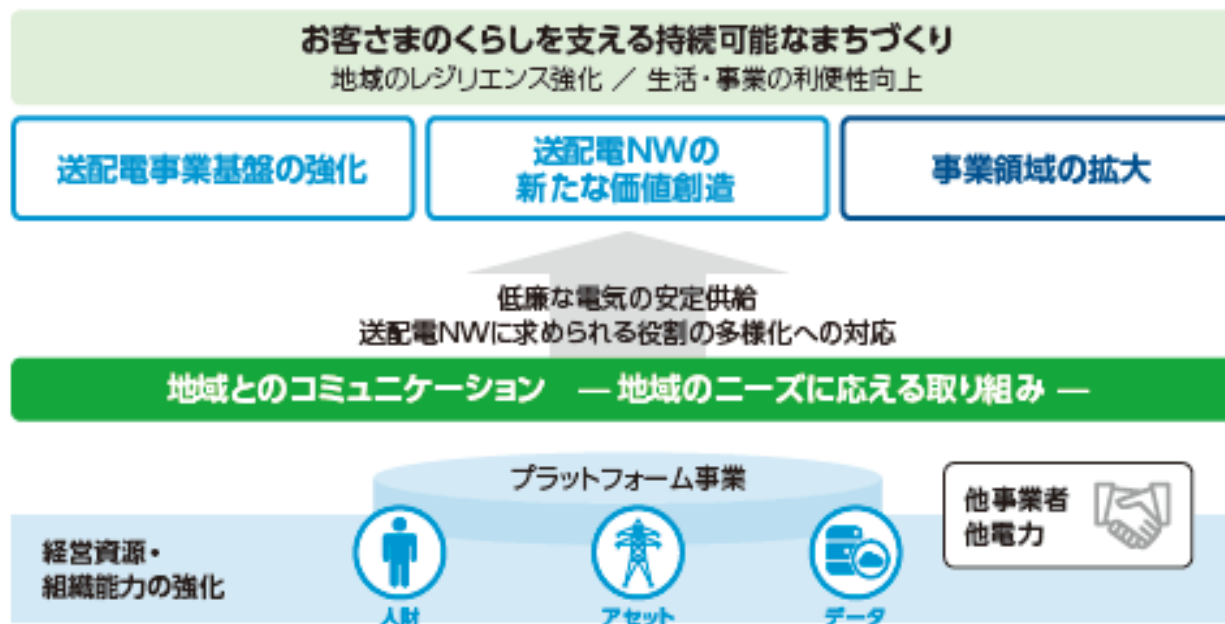 お客さまのくらしを支える持続可能なまちづくり
地域のレジリエンス強化 ／ 生活・事業の利便性向上
送配電事業基盤の強化
送配電NWの
新たな価値創造
事業領域の拡大
低廉な電気の安定供給
送配電NWに求められる役割の多様化への対応
地域とのコミュニケーション ― 地域のニーズに応える取り組み ―
プラットフォーム事業
他事業者
他電力
経営資源・
組織能力の強化
人財
アセット
データ